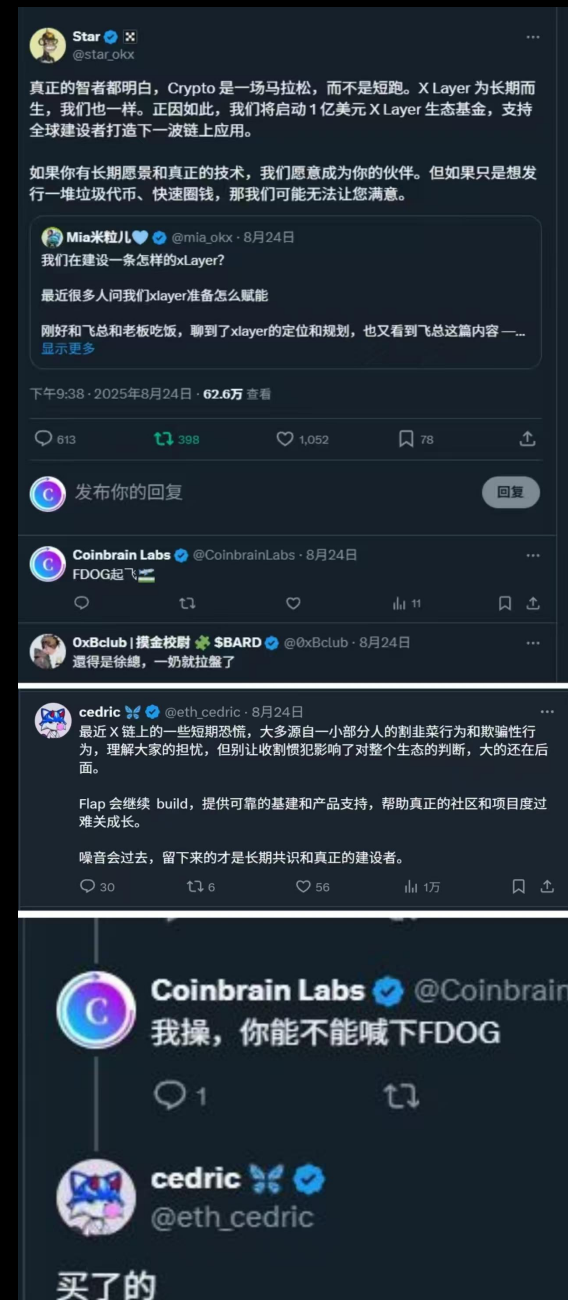 Star
@star_okx
真正的智者都明白，Crypto 是一场马拉松，而不是短跑。X Layer 为长期而
生，我们也一样。正因如此，我们将启动 1 亿美元 X Layer 生态基金，支持
全球建设者打造下一波链上应用。
如果你有长期愿景和真正的技术，我们愿意成为你的伙伴。但如果只是想发
行一堆垃圾代币、快速圈钱，那我们可能无法让您满意。
Mia米粒儿🩵 @mia_okx · 8月24日
我们在建设一条怎样的xLayer?
最近很多人问我们xlayer准备怎么赋能
刚好和飞总和老板吃饭，聊到了xlayer的定位和规划，也又看到飞总这篇内容 —...
显示更多
下午9:38 · 2025年8月24日 · 62.6万 查看
613 398 1,052 78
C 发布你的回复 回复
C Coinbrain Labs @CoinbrainLabs · 8月24日
FDOG起飞🛫
11
0xBclub | 摸金校尉 🧩 $BARD @0xBclub · 8月24日
還得是徐總，一奶就拉盤了
cedric 🦋 @eth_cedric · 8月24日
最近 X 链上的一些短期恐慌，大多源自一小部分人的割韭菜行为和欺骗性行
为，理解大家的担忧，但别让收割惯犯影响了对整个生态的判断，大的还在后
面。
Flap 会继续 build，提供可靠的基建和产品支持，帮助真正的社区和项目度过
难关成长。
噪音会过去，留下来的才是长期共识和真正的建设者。
30 6 56 1万
C Coinbrain Labs @Coinbrain
我操，你能不能喊下FDOG
1
cedric 🦋
@eth_cedric
买了的